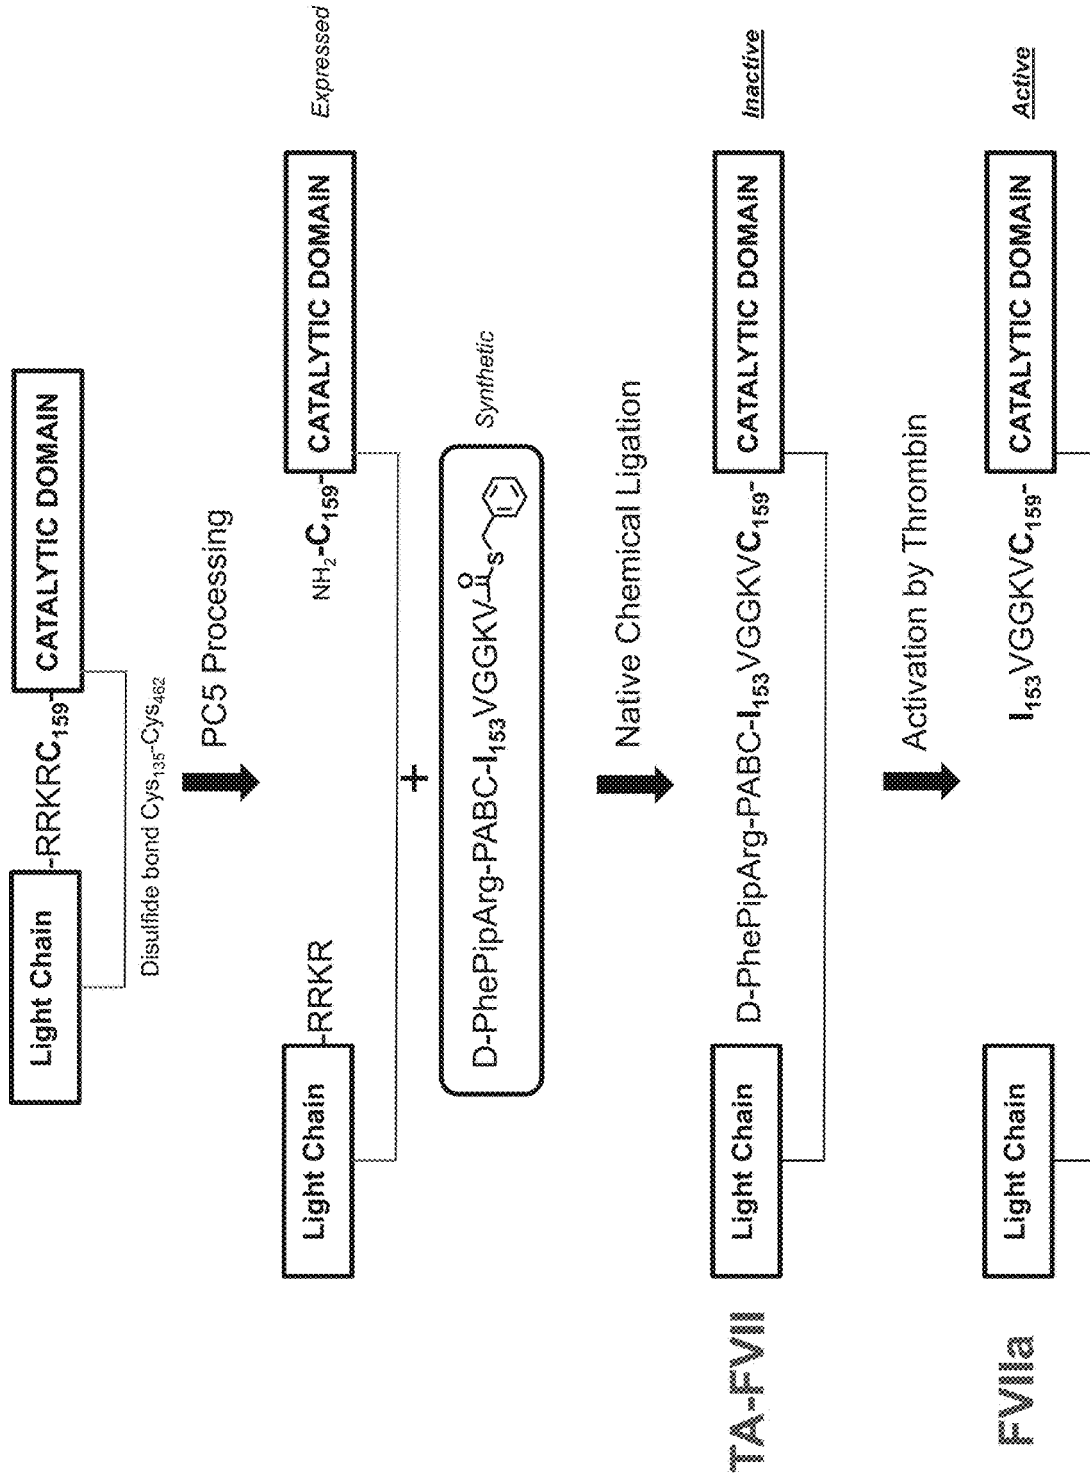 Light Chain -RRKRC₁₅₉- CATALYTIC DOMAIN
Disulfide bond Cys₁₃₅-Cys₄₆₂
PC5 Processing
Light Chain -RRKR NH₂-C₁₅₉- CATALYTIC DOMAIN Expressed
+
D-PhePipArg-PABC-I₁₅₃VGGKV O S Synthetic
Native Chemical Ligation
TA-FVII Light Chain D-PhePipArg-PABC-I₁₅₃VGGKVC₁₅₉- CATALYTIC DOMAIN Inactive
Activation by Thrombin
FVIIa Light Chain I₁₅₃VGGKVC₁₅₉- CATALYTIC DOMAIN Active